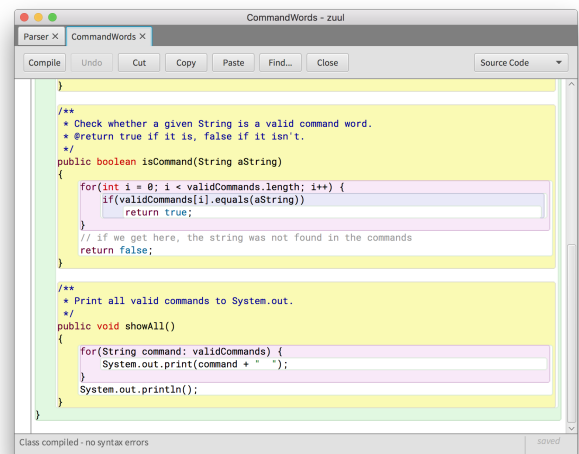 CommandWords - zuul
Parser × CommandWords ×
Compile Undo Cut Copy Paste Find... Close Source Code
}
/**
* Check whether a given String is a valid command word.
* @return true if it is, false if it isn't.
*/
public boolean isCommand(String aString)
{
for(int i = 0; i < validCommands.length; i++) {
if(validCommands[i].equals(aString))
return true;
}
// if we get here, the string was not found in the commands
return false;
}
/**
* Print all valid commands to System.out.
*/
public void showAll()
{
for(String command: validCommands) {
System.out.print(command + "  ");
}
System.out.println();
}
}
Class compiled - no syntax errors
saved